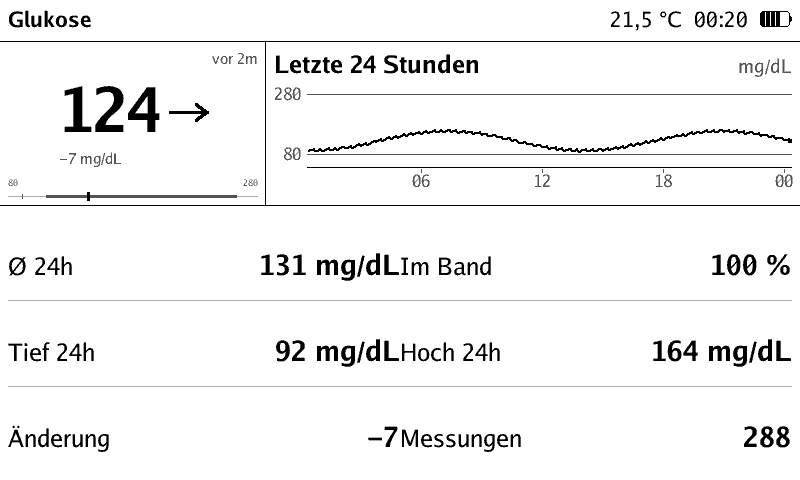 Glukose 21,5 °C 00:20
vor 2m
124
−7 mg/dL
80 280
Letzte 24 Stunden mg/dL
280
80
06 12 18 00
Ø 24h 131 mg/dL Im Band 100 %
Tief 24h 92 mg/dL Hoch 24h 164 mg/dL
Änderung −7 Messungen 288